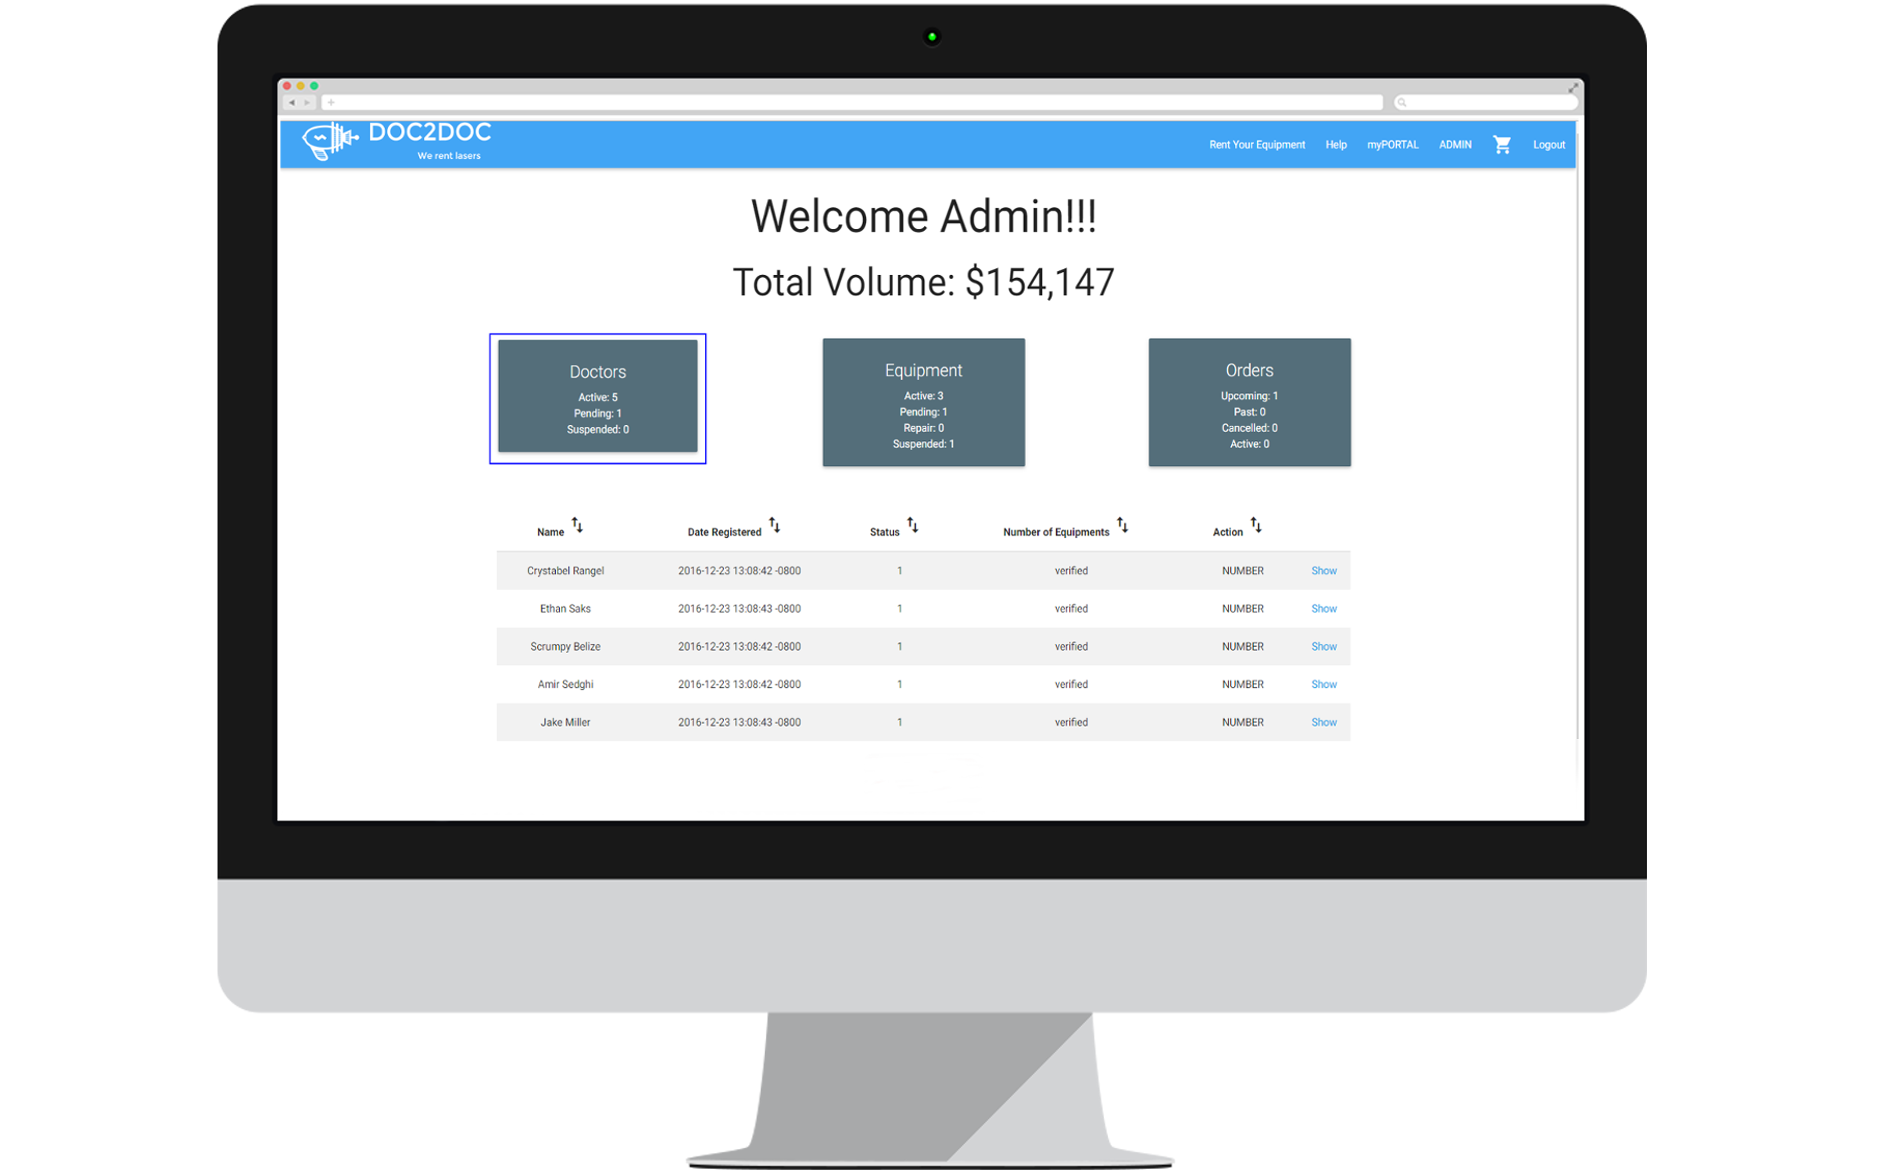 DOC2DOC
We rent lasers
Rent Your Equipment Help myPORTAL ADMIN Logout
Welcome Admin!!!
Total Volume: $154,147
Doctors
Active: 5
Pending: 1
Suspended: 0
Equipment
Active: 3
Pending: 1
Repair: 0
Suspended: 1
Orders
Upcoming: 1
Past: 0
Cancelled: 0
Active: 0
Name Date Registered Status Number of Equipments Action
Crystabel Rangel 2016-12-23 13:08:42 -0800 1 verified NUMBER Show
Ethan Saks 2016-12-23 13:08:43 -0800 1 verified NUMBER Show
Scrumpy Belize 2016-12-23 13:08:42 -0800 1 verified NUMBER Show
Amir Sedghi 2016-12-23 13:08:42 -0800 1 verified NUMBER Show
Jake Miller 2016-12-23 13:08:43 -0800 1 verified NUMBER Show